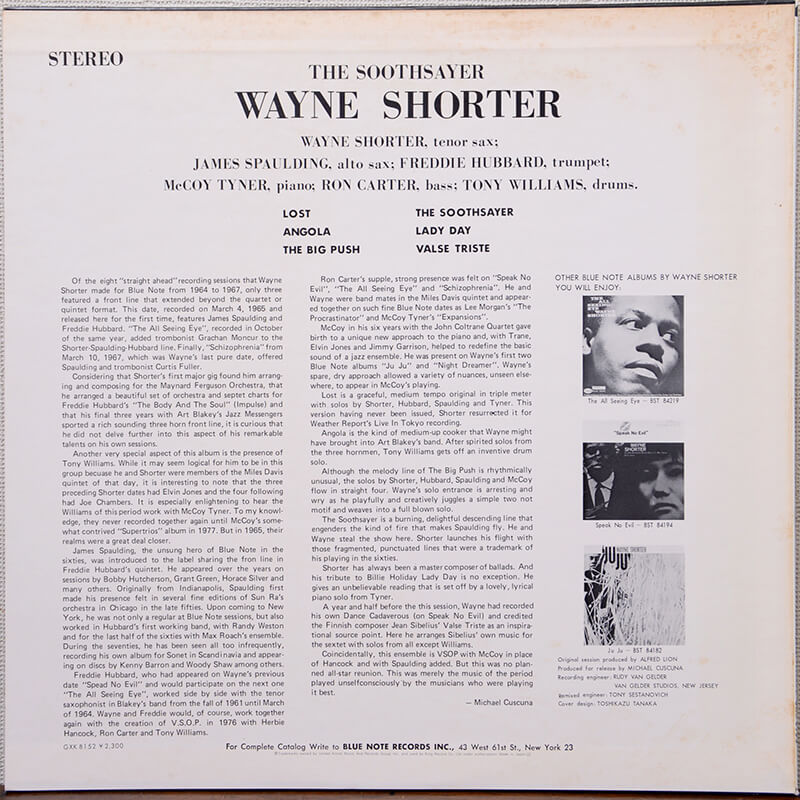 STEREO
THE SOOTHSAYER
WAYNE SHORTER
WAYNE SHORTER, tenor sax;
JAMES SPAULDING, alto sax; FREDDIE HUBBARD, trumpet;
McCOY TYNER, piano; RON CARTER, bass; TONY WILLIAMS, drums.
LOST
ANGOLA
THE BIG PUSH
THE SOOTHSAYER
LADY DAY
VALSE TRISTE
Of the eight "straight ahead" recording sessions that Wayne
Shorter made for Blue Note from 1964 to 1967, only three
featured a front line that extended beyond the quartet or
quintet format. This date, recorded on March 4, 1965 and
released here for the first time, features James Spaulding and
Freddie Hubbard. "The All Seeing Eye", recorded in October
of the same year, added trombonist Grachan Moncur to the
Shorter-Spaulding-Hubbard line. Finally, "Schizophrenia" from
March 10, 1967, which was Wayne's last pure date, offered
Spaulding and trombonist Curtis Fuller.
Considering that Shorter's first major gig found him arrang-
ing and composing for the Maynard Ferguson Orchestra, that
he arranged a beautiful set of orchestra and septet charts for
Freddie Hubbard's "The Body And The Soul" (Impulse) and
that his final three years with Art Blakey's Jazz Messengers
sported a rich sounding three horn front line, it is curious that
he did not delve further into this aspect of his remarkable
talents on his own sessions.
Another very special aspect of this album is the presence of
Tony Williams. While it may seem logical for him to be in this
group becuase he and Shorter were members of the Miles Davis
quintet of that day, it is interesting to note that the three
preceding Shorter dates had Elvin Jones and the four following
had Joe Chambers. It is especially enlightening to hear the
Williams of this period work with McCoy Tyner. To my knowl-
edge, they never recorded together again until McCoy's some-
what contrived "Supertrios" album in 1977. But in 1965, their
realms were a great deal closer.
James Spaulding, the unsung hero of Blue Note in the
sixties, was introduced to the label sharing the fron line in
Freddie Hubbard's quintet. He appeared over the years on
sessions by Bobby Hutcherson, Grant Green, Horace Silver and
many others. Originally from Indianapolis, Spaulding first
made his presence felt in several fine editions of Sun Ra's
orchestra in Chicago in the late fifties. Upon coming to New
York, he was not only a regular at Blue Note sessions, but also
worked in Hubbard's first working band, with Randy Weston
and for the last half of the sixties with Max Roach's ensemble.
During the seventies, he has been seen all too infrequently,
recording his own album for Sonet in Scandinavia and appear-
ing on discs by Kenny Barron and Woody Shaw among others.
Freddie Hubbard, who had appeared on Wayne's previous
date "Spead No Evil" and would participate on the next one
"The All Seeing Eye", worked side by side with the tenor
saxophonist in Blakey's band from the fall of 1961 until March
of 1964. Wayne and Freddie would, of course, work together
again with the creation of V.S.O.P. in 1976 with Herbie
Hancock, Ron Carter and Tony Williams.
Ron Carter's supple, strong presence was felt on "Speak No
Evil", "The All Seeing Eye" and "Schizophrenia". He and
Wayne were band mates in the Miles Davis quintet and appear-
ed together on such fine Blue Note dates as Lee Morgan's "The
Procrastinator" and McCoy Tyner's "Expansions".
McCoy in his six years with the John Coltrane Quartet gave
birth to a unique new approach to the piano and, with Trane,
Elvin Jones and Jimmy Garrison, helped to redefine the basic
sound of a jazz ensemble. He was present on Wayne's first two
Blue Note albums "Ju Ju" and "Night Dreamer". Wayne's
spare, dry approach allowed a variety of nuances, unseen else-
where, to appear in McCoy's playing.
Lost is a graceful, medium tempo original in triple meter
with solos by Shorter, Hubbard, Spaulding and Tyner. This
version having never been issued, Shorter resurrected it for
Weather Report's Live In Tokyo recording.
Angola is the kind of medium-up cooker that Wayne might
have brought into Art Blakey's band. After spirited solos from
the three hornmen, Tony Williams gets off an inventive drum
solo.
Although the melody line of The Big Push is rhythmically
unusual, the solos by Shorter, Hubbard, Spaulding and McCoy
flow in straight four. Wayne's solo entrance is arresting and
wry as he playfully and creatively juggles a simple two not
motif and weaves into a full blown solo.
The Soothsayer is a burning, delightful descending line that
engenders the kind of fire that makes Spaulding fly. He and
Wayne steal the show here. Shorter launches his flight with
those fragmented, punctuated lines that were a trademark of
his playing in the sixties.
Shorter has always been a master composer of ballads. And
his tribute to Billie Holiday Lady Day is no exception. He
gives an unbelievable reading that is set off by a lovely, lyrical
piano solo from Tyner.
A year and half before the this session, Wayne had recorded
his own Dance Cadaverous (on Speak No Evil) and credited
the Finnish composer Jean Sibelius' Valse Triste as an inspira-
tional source point. Here he arranges Sibelius' own music for
the sextet with solos from all except Williams.
Coincidentally, this ensemble is VSOP with McCoy in place
of Hancock and with Spaulding added. But this was no plan-
ned all-star reunion. This was merely the music of the period
played unselfconsciously by the musicians who were playing
it best.
— Michael Cuscuna
OTHER BLUE NOTE ALBUMS BY WAYNE SHORTER
YOU WILL ENJOY:
THE ALL
SEEING
EYE
WAYNE
SHORTER
The All Seeing Eye — BST 84219
"Speak No Evil"
WAYNE
SHORTER
Speak No Evil — BST 84194
JUJU
WAYNE SHORTER
Ju Ju — BST 84182
Original session produced by ALFRED LION
Produced for release by MICHAEL CUSCUNA
Recording engineer: RUDY VAN GELDER
VAN GELDER STUDIOS, NEW JERSEY
Remixed engineer: TONY SESTANOVICH
Cover design: TOSHIKAZU TANAKA
GXK 8152 ¥2,300
For Complete Catalog Write to BLUE NOTE RECORDS INC., 43 West 61st St., New York 23